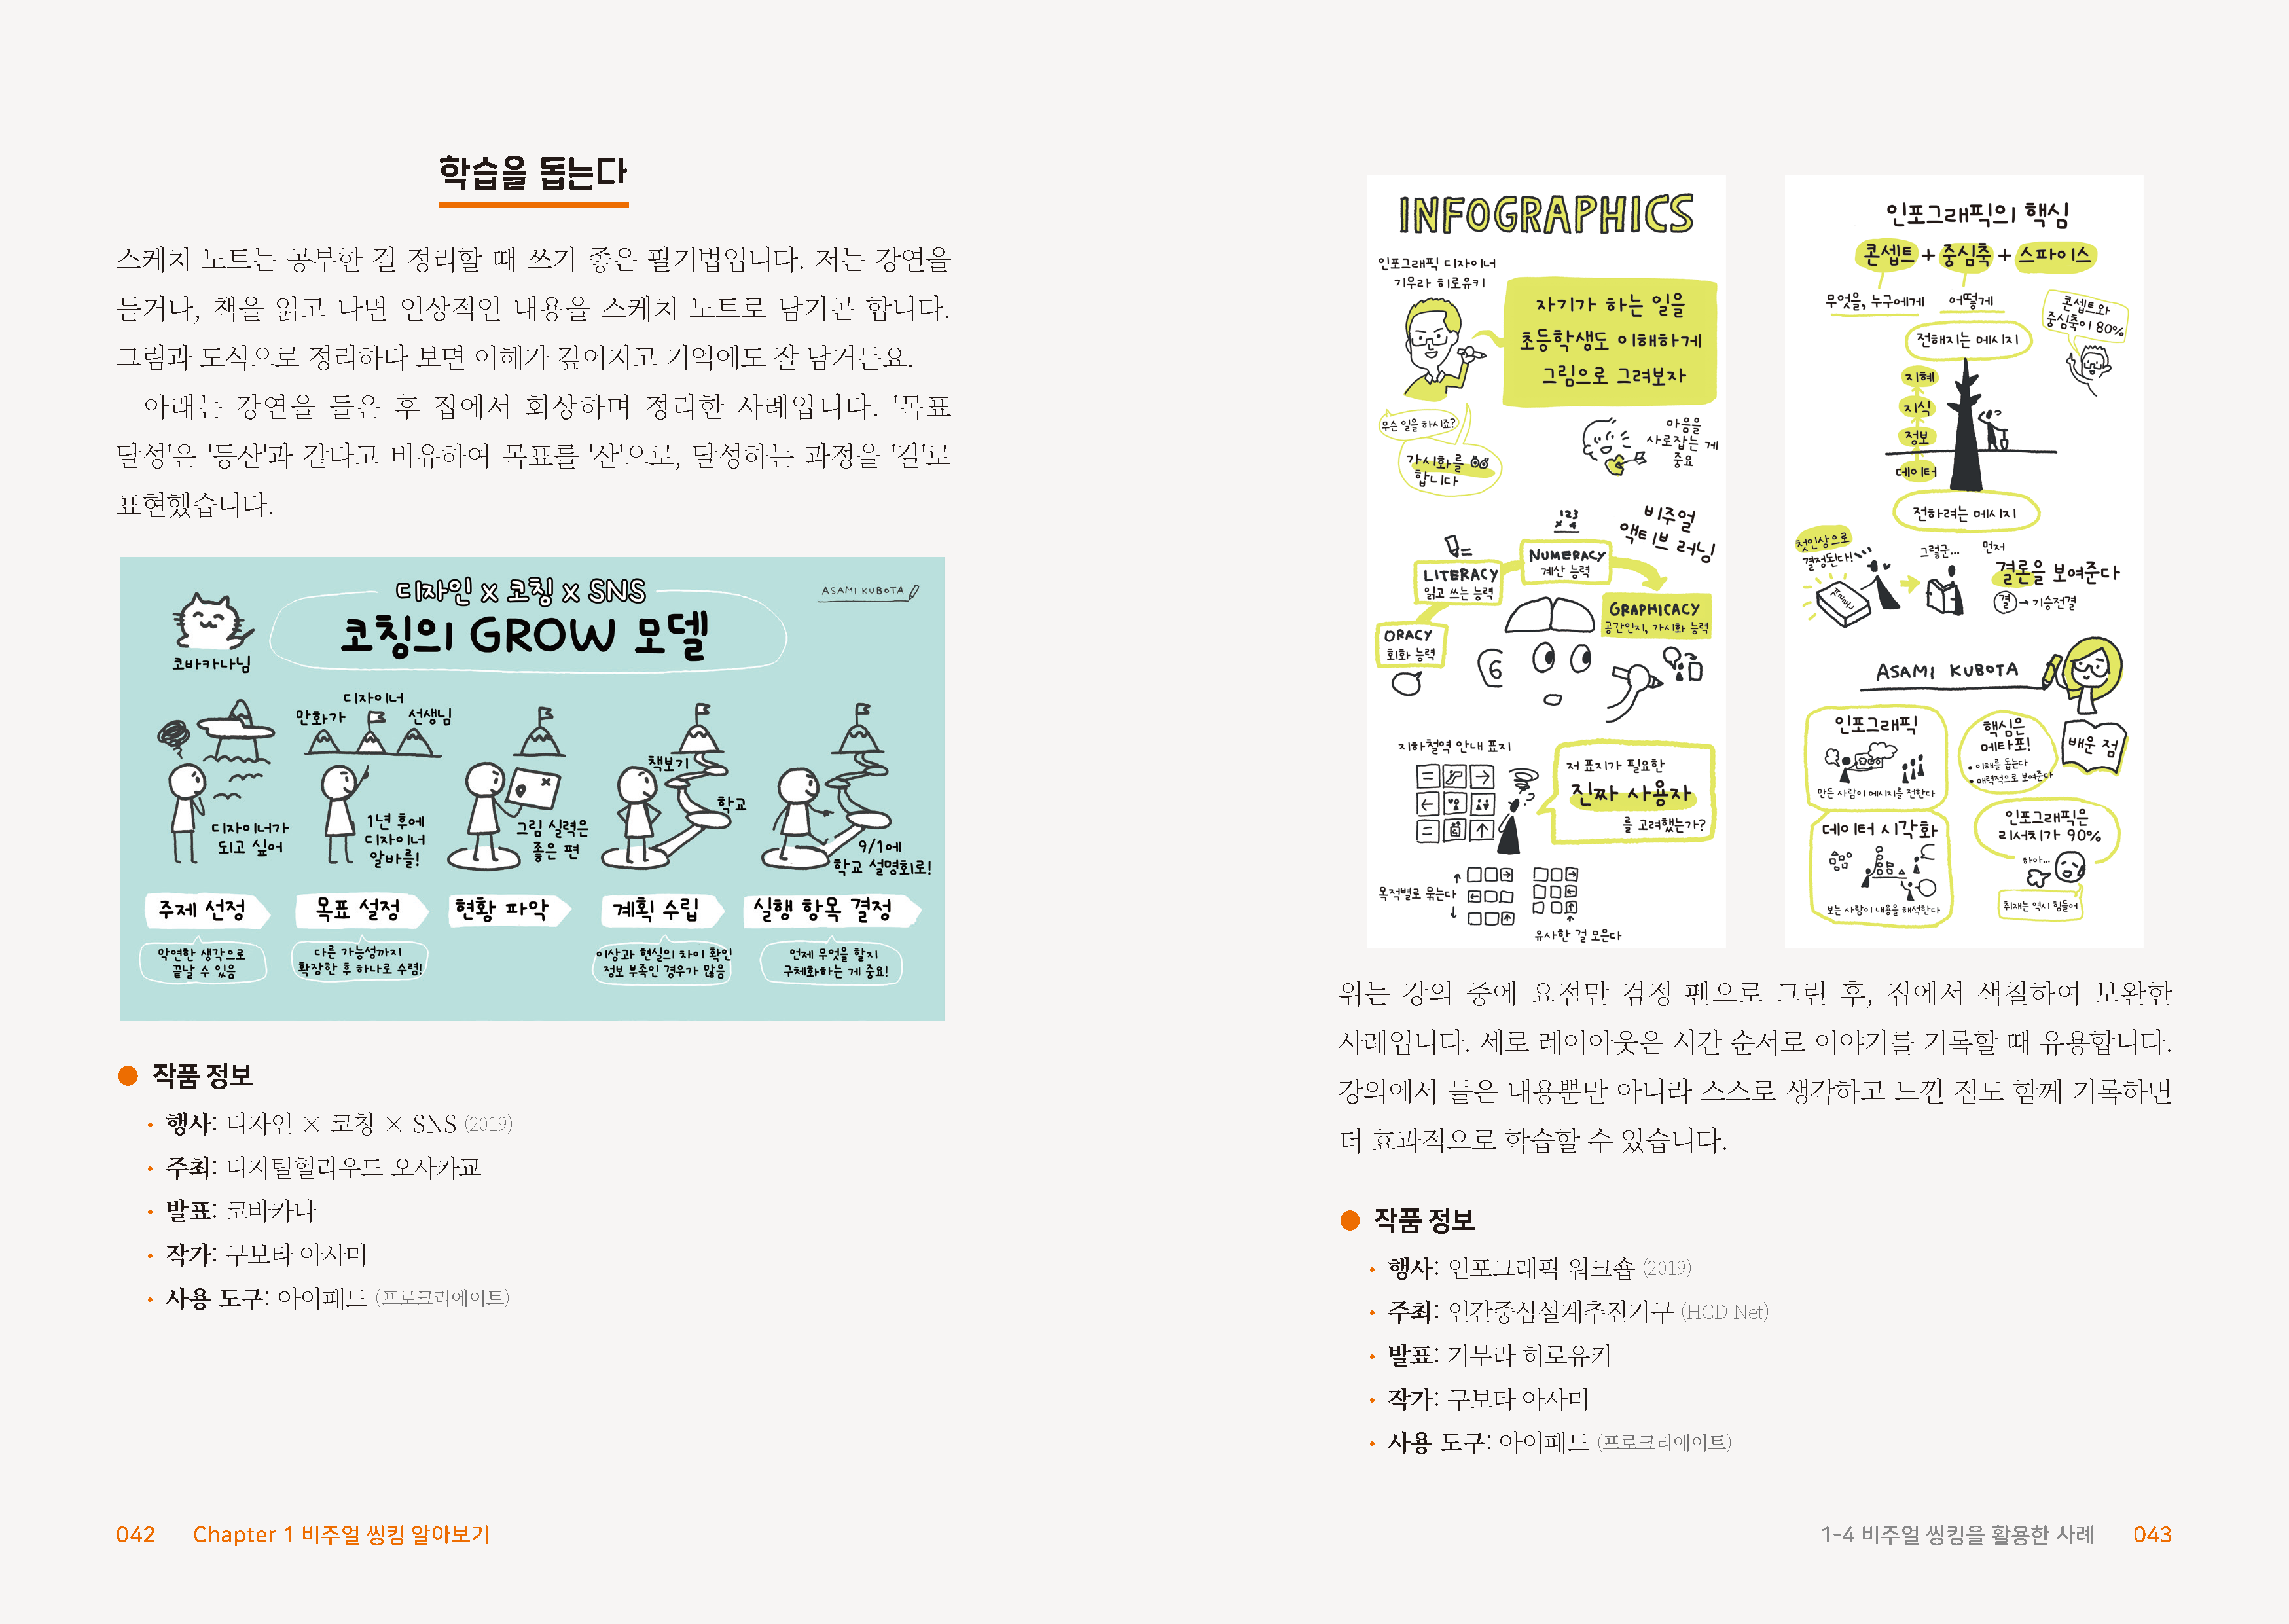 학습을 돕는다
스케치 노트는 공부한 걸 정리할 때 쓰기 좋은 필기법입니다. 저는 강연을
듣거나, 책을 읽고 나면 인상적인 내용을 스케치 노트로 남기곤 합니다.
그림과 도식으로 정리하다 보면 이해가 깊어지고 기억에도 잘 남거든요.
아래는 강연을 들은 후 집에서 회상하며 정리한 사례입니다. '목표
달성'은 '등산'과 같다고 비유하여 목표를 '산'으로, 달성하는 과정을 '길'로
표현했습니다.
디자인 x 코칭 x SNS
ASAMI KUBOTA
코칭의 GROW 모델
코바카나님
디자이너
만화가
선생님
책보기
학교
디자이너가
되고 싶어
1년 후에
디자이너
알바를!
그림 실력은
좋은 편
9/1에
학교 설명회로!
주제 선정
목표 설정
현황 파악
계획 수립
실행 항목 결정
막연한 생각으로
끝날 수 있음
다른 가능성까지
확장한 후 하나로 수렴!
이상과 현실의 차이 확인
정보 부족인 경우가 많음
언제 무엇을 할지
구체화하는 게 중요!
작품 정보
• 행사: 디자인 × 코칭 × SNS (2019)
• 주최: 디지털헐리우드 오사카교
• 발표: 코바카나
• 작가: 구보타 아사미
• 사용 도구: 아이패드 (프로크리에이트)
042 Chapter 1 비주얼 씽킹 알아보기
INFOGRAPHICS
인포그래픽 디자이너
기무라 히로유키
자기가 하는 일을
초등학생도 이해하게
그림으로 그려보자
무슨 일을 하시죠?
가시화를
합니다
마음을
사로잡는 게
중요
비주얼
액티브 러닝
123
x 4
NUMERACY
계산 능력
LITERACY
읽고 쓰는 능력
GRAPHICACY
공간인지, 가시화 능력
ORACY
회화 능력
지하철역 안내 표지
저 표지가 필요한
진짜 사용자
를 고려했는가?
목적별로 묶는다
유사한 걸 모은다
인포그래픽의 핵심
콘셉트 + 중심축 + 스파이스
무엇을, 누구에게
어떻게
콘셉트와
중심축이 80%
전해지는 메시지
지혜
지식
정보
데이터
전하려는 메시지
첫인상으로
결정된다!
그렇군...
먼저
결론을 보여준다
결 → 기승전결
ASAMI KUBOTA
인포그래픽
만든 사람이 메시지를 전한다
핵심은
메타포!
• 이해를 돕는다
• 매력적으로 보여준다
배운 점
데이터 시각화
보는 사람이 내용을 해석한다
인포그래픽은
리서치가 90%
하아...
취재는 역시 힘들어
위는 강의 중에 요점만 검정 펜으로 그린 후, 집에서 색칠하여 보완한
사례입니다. 세로 레이아웃은 시간 순서로 이야기를 기록할 때 유용합니다.
강의에서 들은 내용뿐만 아니라 스스로 생각하고 느낀 점도 함께 기록하면
더 효과적으로 학습할 수 있습니다.
작품 정보
• 행사: 인포그래픽 워크숍 (2019)
• 주최: 인간중심설계추진기구 (HCD-Net)
• 발표: 기무라 히로유키
• 작가: 구보타 아사미
• 사용 도구: 아이패드 (프로크리에이트)
1-4 비주얼 씽킹을 활용한 사례 043